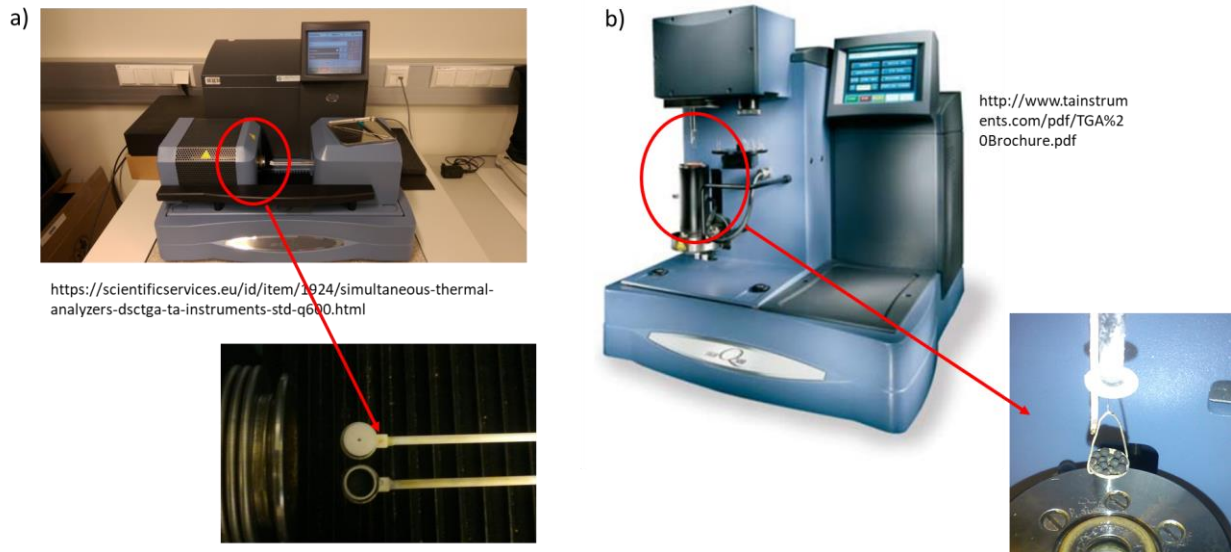 a)
b)
http://www.tainstrum
ents.com/pdf/TGA%2
0Brochure.pdf
https://scientificservices.eu/id/item/1924/simultaneous-thermal-
analyzers-dsctga-ta-instruments-std-q600.html